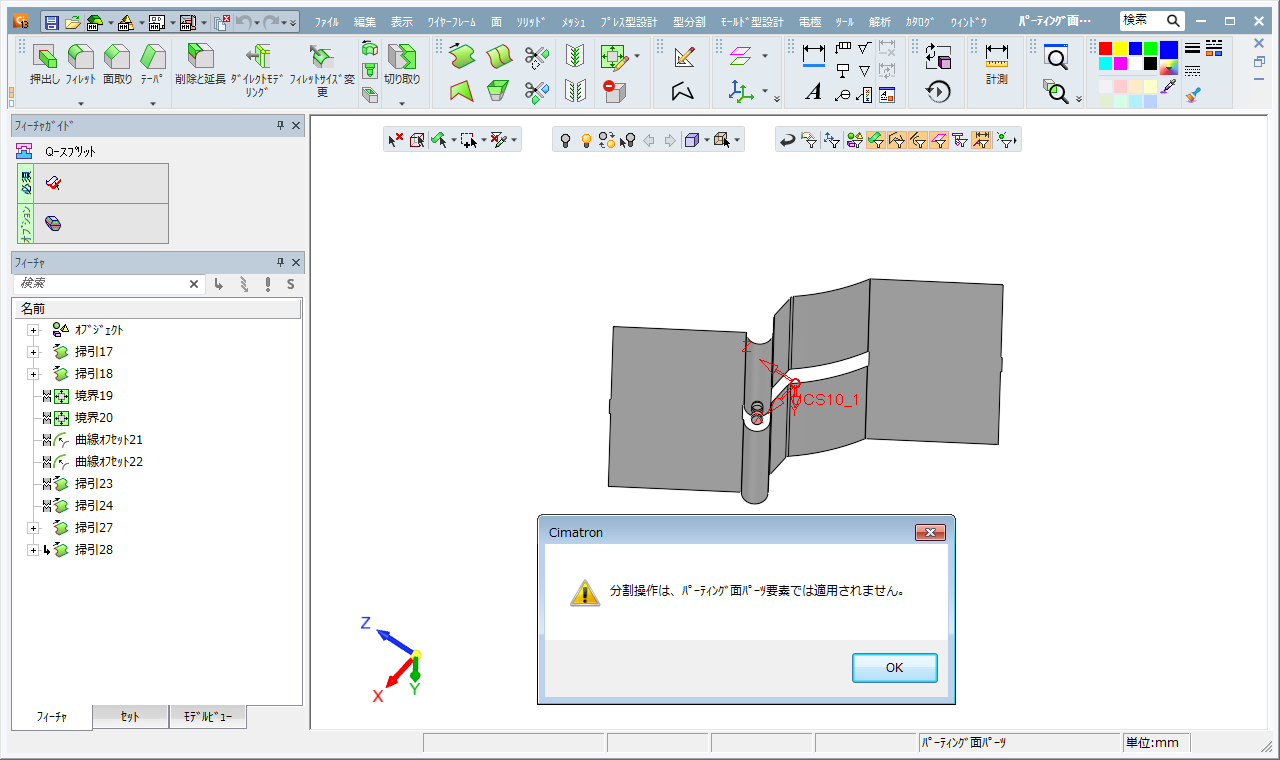 ﾌｧｲﾙ 編集 表示 ﾜｲﾔｰﾌﾚｰﾑ 面 ｿﾘｯﾄﾞ ﾒｯｼｭ ﾌﾟﾚｽ型設計 型分割 ﾓｰﾙﾄﾞ型設計 電極 ﾂｰﾙ 解析 ｶﾀﾛｸﾞ ｳｨﾝﾄﾞｳ ﾊﾟｰﾃｨﾝｸﾞ面… 検索
押出し ﾌｨﾚｯﾄ 面取り ﾃｰﾊﾟ 削除と延長 ﾀﾞｲﾚｸﾄﾓﾃﾞ ﾌｨﾚｯﾄｻｲｽﾞ変 切り取り 計測
ﾘﾝｸﾞ 更
ﾌｨｰﾁｬｶﾞｲﾄﾞ
Q-ｽﾌﾟﾘｯﾄ
必須
ｵﾌﾟｼｮﾝ
ﾌｨｰﾁｬ
検索
S
名前
ｵﾌﾞｼﾞｪｸﾄ
掃引17
掃引18
境界19
境界20
曲線ｵﾌｾｯﾄ21
曲線ｵﾌｾｯﾄ22
掃引23
掃引24
掃引27
掃引28
Z
UCS10_1
Y
Cimatron
分割操作は、ﾊﾟｰﾃｨﾝｸﾞ面ﾊﾟｰﾂ要素では適用されません。
OK
Z
X
Y
ﾌｨｰﾁｬ ｾｯﾄ ﾓﾃﾞﾙﾋﾞｭｰ
ﾊﾟｰﾃｨﾝｸﾞ面ﾊﾟｰﾂ 単位:mm